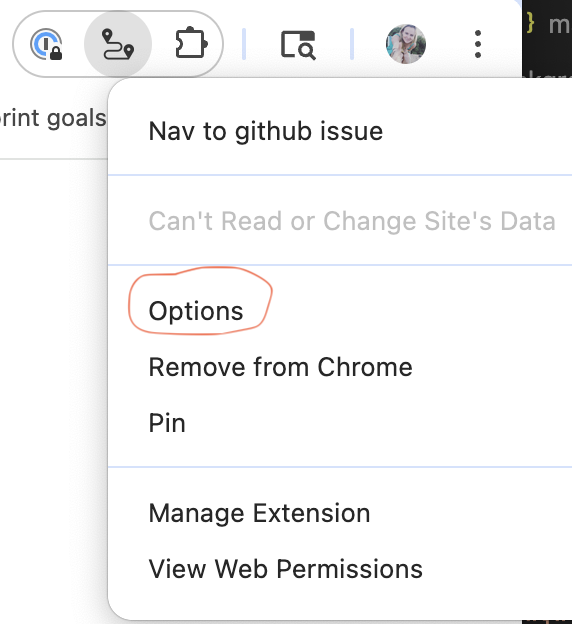 } m
print goals
Nav to github issue
Can't Read or Change Site's Data
Options
Remove from Chrome
Pin
Manage Extension
View Web Permissions